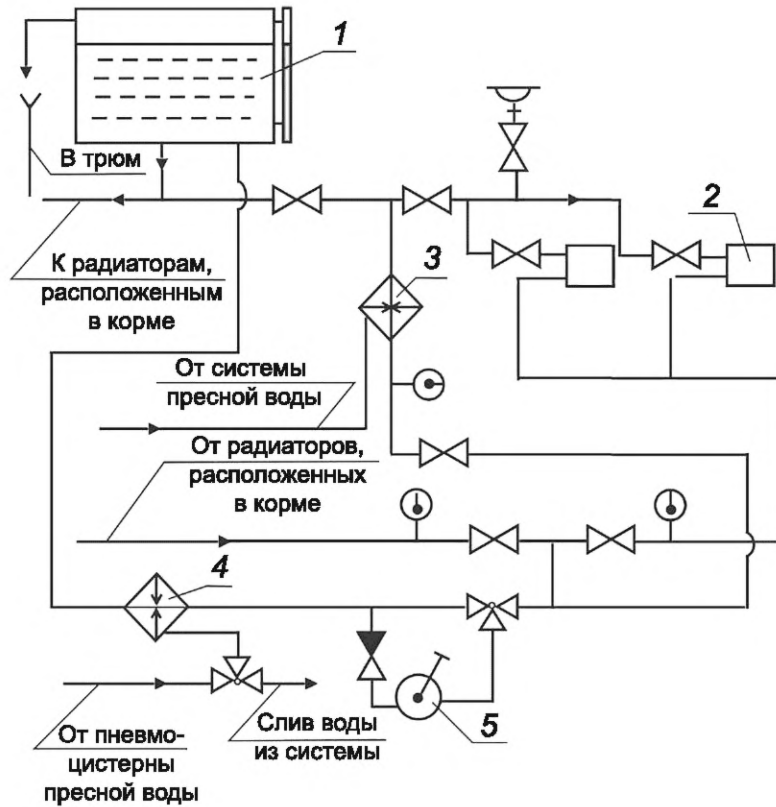 1
В трюм
2
К радиаторам,
расположенным
в корме
3
От системы
пресной воды
От радиаторов,
расположенных
в корме
4
От пневмо-
цистерны
пресной воды
Слив воды
из системы
5